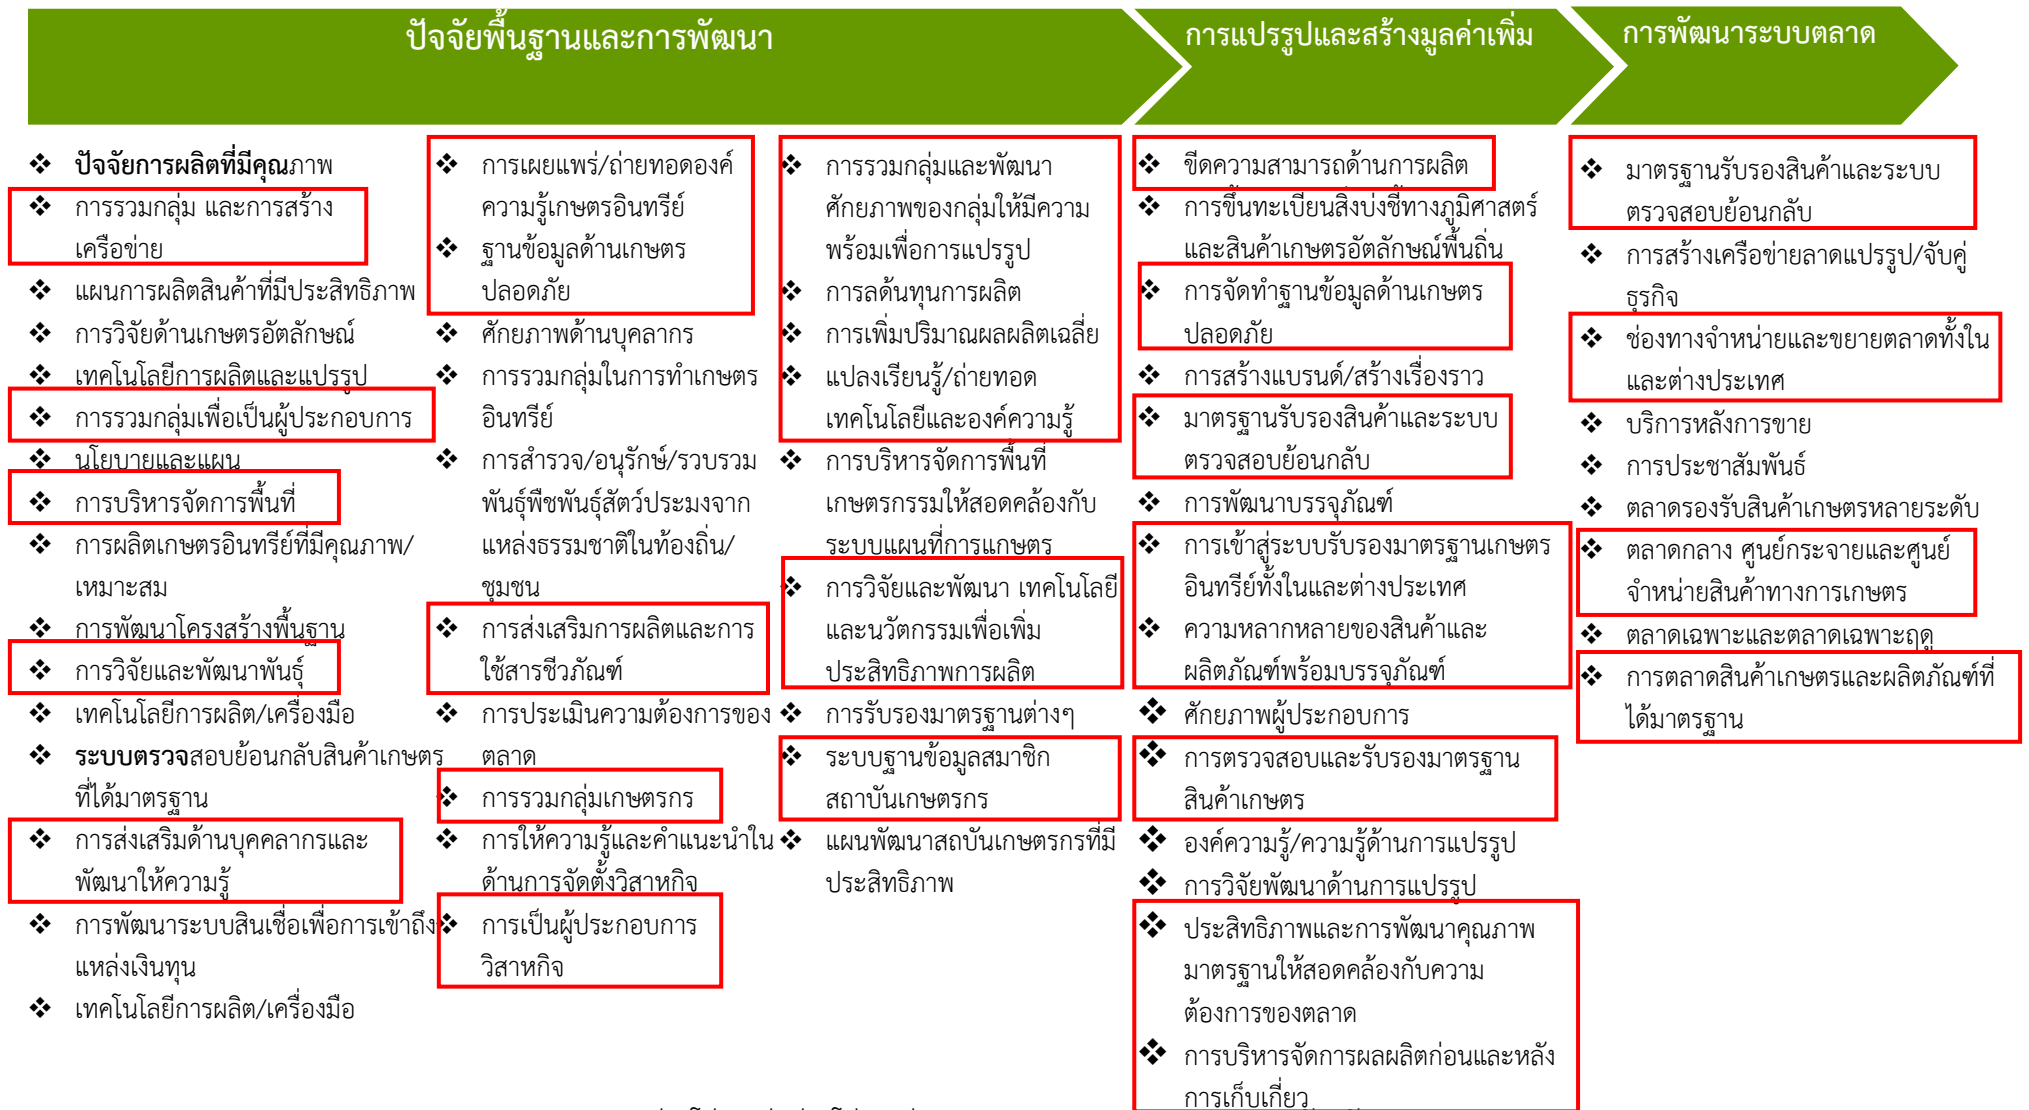 ปัจจัยพื้นฐานและการพัฒนา
การแปรรูปและสร้างมูลค่าเพิ่ม
การพัฒนาระบบตลาด
❖ ปัจจัยการผลิตที่มีคุณภาพ
❖ การรวมกลุ่ม และการสร้าง
เครือข่าย
❖ แผนการผลิตสินค้าที่มีประสิทธิภาพ
❖ การวิจัยด้านเกษตรอัตลักษณ์
❖ เทคโนโลยีการผลิตและแปรรูป
❖ การรวมกลุ่มเพื่อเป็นผู้ประกอบการ
❖ นโยบายและแผน
❖ การบริหารจัดการพื้นที่
❖ การผลิตเกษตรอินทรีย์ที่มีคุณภาพ/
เหมาะสม
❖ การพัฒนาโครงสร้างพื้นฐาน
❖ การวิจัยและพัฒนาพันธุ์
❖ เทคโนโลยีการผลิต/เครื่องมือ
❖ ระบบตรวจสอบย้อนกลับสินค้าเกษตร
ที่ได้มาตรฐาน
❖ การส่งเสริมด้านบุคคลากรและ
พัฒนาให้ความรู้
❖ การพัฒนาระบบสินเชื่อเพื่อการเข้าถึง
แหล่งเงินทุน
❖ เทคโนโลยีการผลิต/เครื่องมือ
❖ การเผยแพร่/ถ่ายทอดองค์
ความรู้เกษตรอินทรีย์
❖ ฐานข้อมูลด้านเกษตร
ปลอดภัย
❖ ศักยภาพด้านบุคลากร
❖ การรวมกลุ่มในการทำเกษตร
อินทรีย์
❖ การสำรวจ/อนุรักษ์/รวบรวม
พันธุ์พืชพันธุ์สัตว์ประมงจาก
แหล่งธรรมชาติในท้องถิ่น/
ชุมชน
❖ การส่งเสริมการผลิตและการ
ใช้สารชีวภัณฑ์
❖ การประเมินความต้องการของ
ตลาด
❖ การรวมกลุ่มเกษตรกร
❖ การให้ความรู้และคำแนะนำใน
ด้านการจัดตั้งวิสาหกิจ
❖ การเป็นผู้ประกอบการ
วิสาหกิจ
❖ การรวมกลุ่มและพัฒนา
ศักยภาพของกลุ่มให้มีความ
พร้อมเพื่อการแปรรูป
❖ การลด้นทุนการผลิต
❖ การเพิ่มปริมาณผลผลิตเฉลี่ย
❖ แปลงเรียนรู้/ถ่ายทอด
เทคโนโลยีและองค์ความรู้
❖ การบริหารจัดการพื้นที่
เกษตรกรรมให้สอดคล้องกับ
ระบบแผนที่การเกษตร
❖ การวิจัยและพัฒนา เทคโนโลยี
และนวัตกรรมเพื่อเพิ่ม
ประสิทธิภาพการผลิต
❖ การรับรองมาตรฐานต่างๆ
❖ ระบบฐานข้อมูลสมาชิก
สถาบันเกษตรกร
❖ แผนพัฒนาสถาบันเกษตรกรที่มี
ประสิทธิภาพ
❖ ขีดความสามารถด้านการผลิต
❖ การขึ้นทะเบียนสิ่งบ่งชี้ทางภูมิศาสตร์
และสินค้าเกษตรอัตลักษณ์พื้นถิ่น
❖ การจัดทำฐานข้อมูลด้านเกษตร
ปลอดภัย
❖ การสร้างแบรนด์/สร้างเรื่องราว
❖ มาตรฐานรับรองสินค้าและระบบ
ตรวจสอบย้อนกลับ
❖ การพัฒนาบรรจุภัณฑ์
❖ การเข้าสู่ระบบรับรองมาตรฐานเกษตร
อินทรีย์ทั้งในและต่างประเทศ
❖ ความหลากหลายของสินค้าและ
ผลิตภัณฑ์พร้อมบรรจุภัณฑ์
❖ ศักยภาพผู้ประกอบการ
❖ การตรวจสอบและรับรองมาตรฐาน
สินค้าเกษตร
❖ องค์ความรู้/ความรู้ด้านการแปรรูป
❖ การวิจัยพัฒนาด้านการแปรรูป
❖ ประสิทธิภาพและการพัฒนาคุณภาพ
มาตรฐานให้สอดคล้องกับความ
ต้องการของตลาด
❖ การบริหารจัดการผลผลิตก่อนและหลัง
การเก็บเกี่ยว
❖ มาตรฐานรับรองสินค้าและระบบ
ตรวจสอบย้อนกลับ
❖ การสร้างเครือข่ายลาดแปรรูป/จับคู่
ธุรกิจ
❖ ช่องทางจำหน่ายและขยายตลาดทั้งใน
และต่างประเทศ
❖ บริการหลังการขาย
❖ การประชาสัมพันธ์
❖ ตลาดรองรับสินค้าเกษตรหลายระดับ
❖ ตลาดกลาง ศูนย์กระจายและศูนย์
จำหน่ายสินค้าทางการเกษตร
❖ ตลาดเฉพาะและตลาดเฉพาะฤดู
❖ การตลาดสินค้าเกษตรและผลิตภัณฑ์ที่
ได้มาตรฐาน